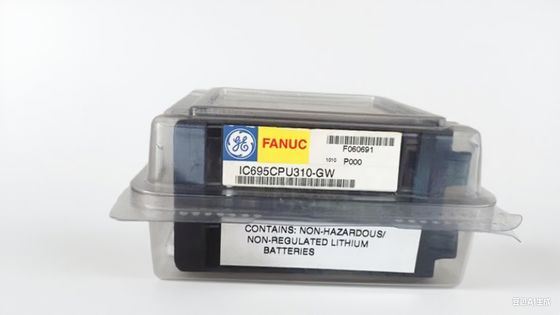 GE
FANUC
F060691
1010 P000
IC695CPU310-GW
CONTAINS: NON-HAZARDOUS/
NON-REGULATED LITHIUM
BATTERIES